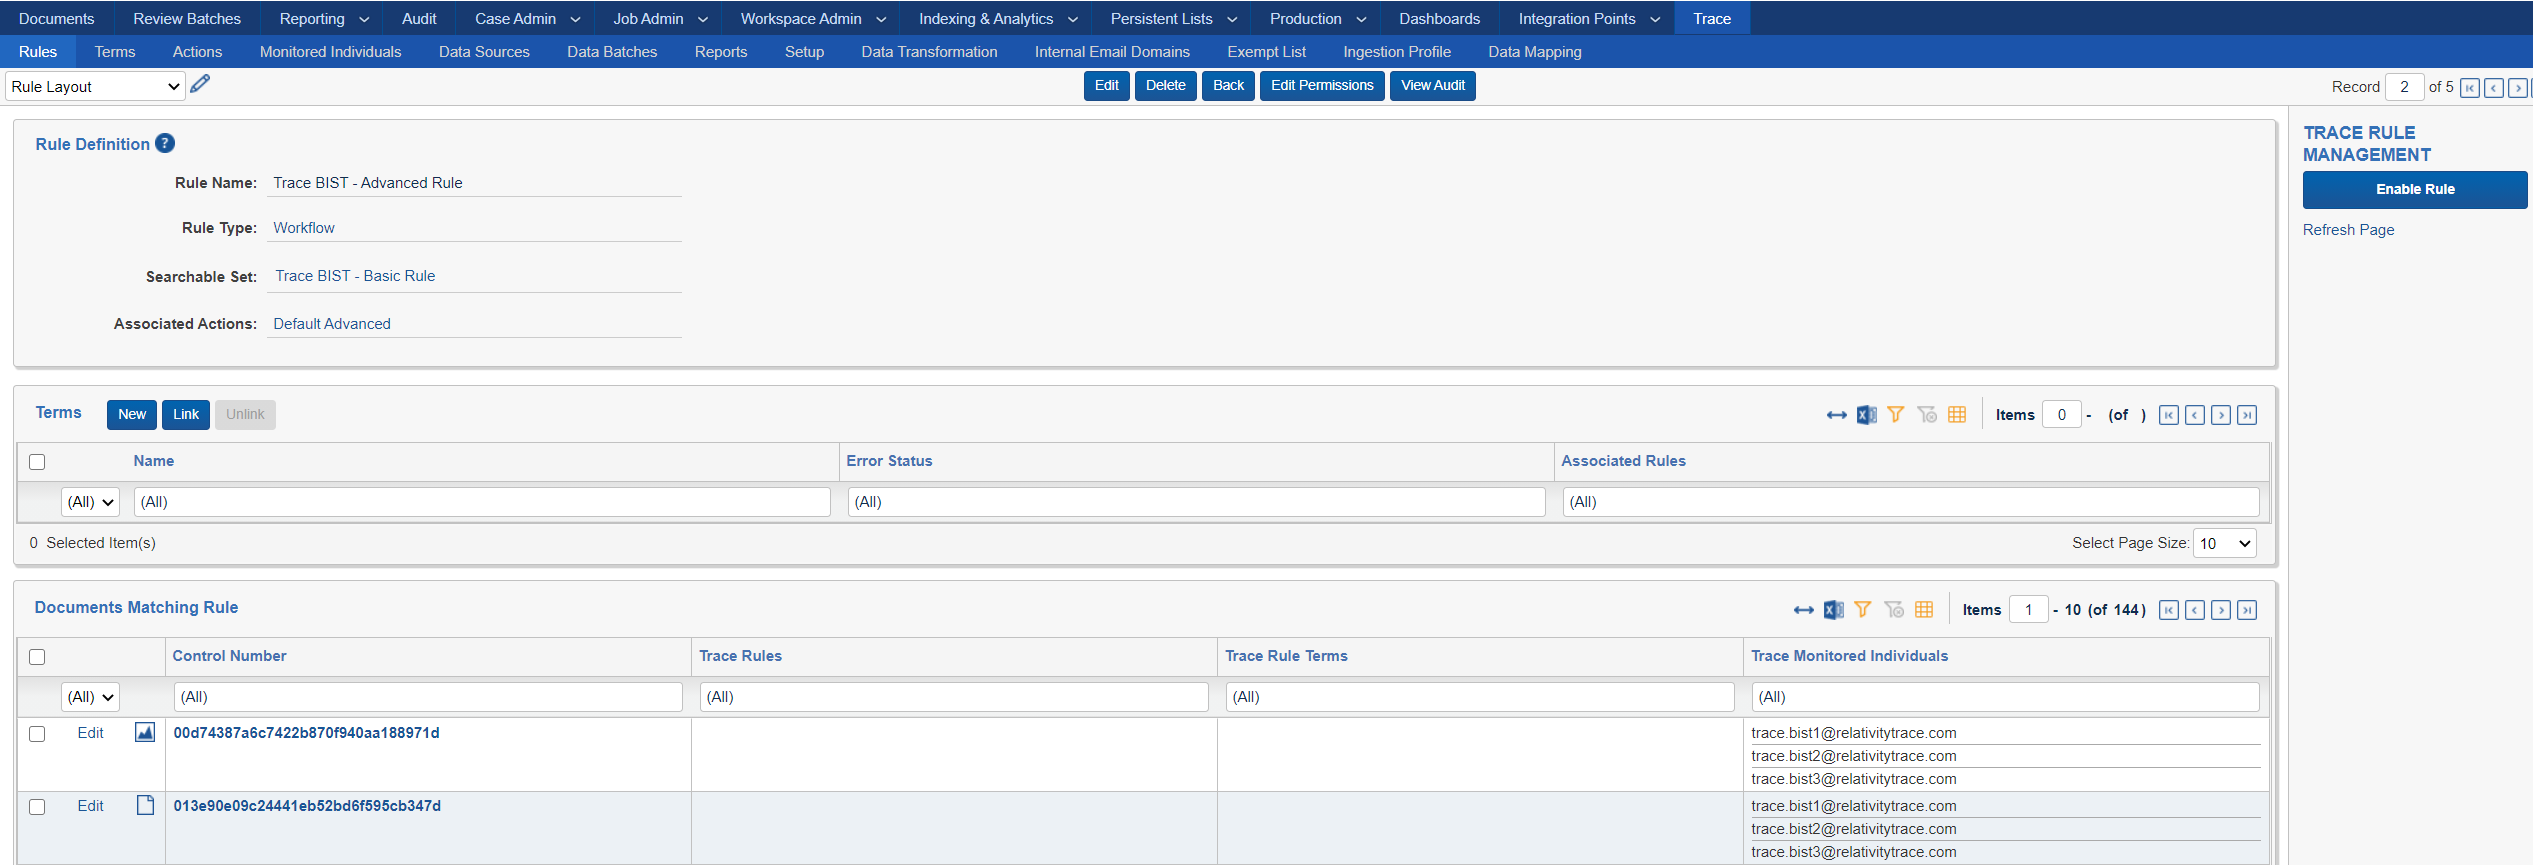 Documents Review Batches Reporting Audit Case Admin Job Admin Workspace Admin Indexing & Analytics Persistent Lists Production Dashboards Integration Points Trace
Rules Terms Actions Monitored Individuals Data Sources Data Batches Reports Setup Data Transformation Internal Email Domains Exempt List Ingestion Profile Data Mapping
Rule Layout Edit Delete Back Edit Permissions View Audit Record 2 of 5
Rule Definition ?
Rule Name: Trace BIST - Advanced Rule
Rule Type: Workflow
Searchable Set: Trace BIST - Basic Rule
Associated Actions: Default Advanced
TRACE RULE
MANAGEMENT
Enable Rule
Refresh Page
Terms New Link Unlink Items 0 - (of )
Name Error Status Associated Rules
(All) (All) (All) (All)
0 Selected Item(s) Select Page Size: 10
Documents Matching Rule Items 1 - 10 (of 144)
Control Number Trace Rules Trace Rule Terms Trace Monitored Individuals
(All) (All) (All) (All) (All)
Edit 00d74387a6c7422b870f940aa188971d trace.bist1@relativitytrace.com
trace.bist2@relativitytrace.com
trace.bist3@relativitytrace.com
Edit 013e90e09c24441eb52bd6f595cb347d trace.bist1@relativitytrace.com
trace.bist2@relativitytrace.com
trace.bist3@relativitytrace.com